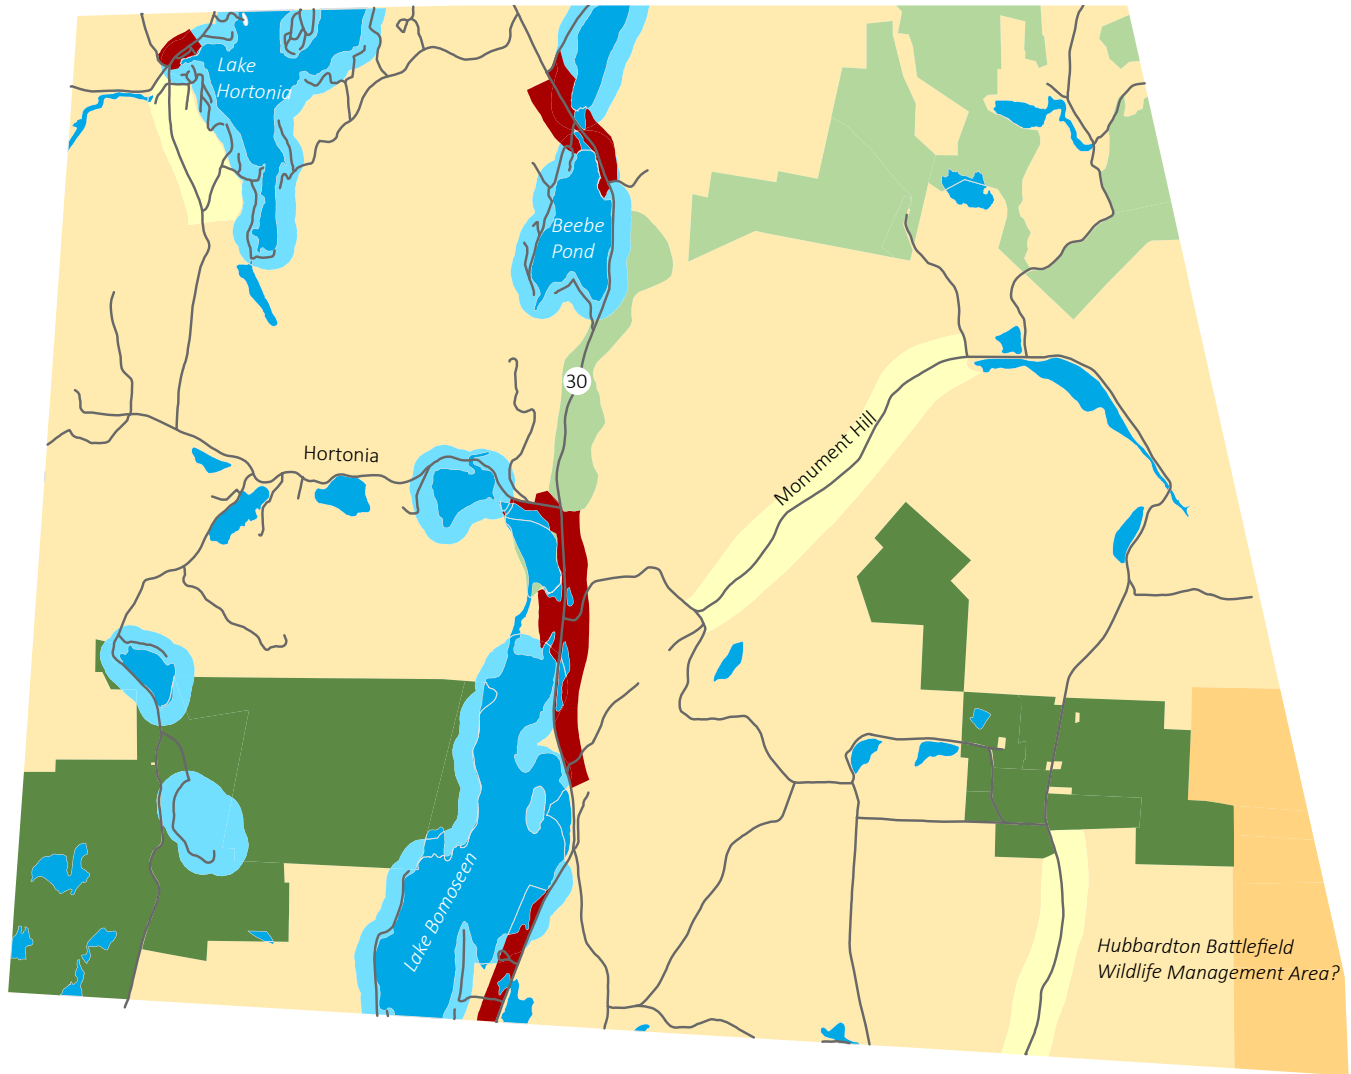 Lake
Hortonia
Beebe
Pond
30
Monument Hill
Hortonia
Lake Bomoseen
Hubbardton Battlefield
Wildlife Management Area?